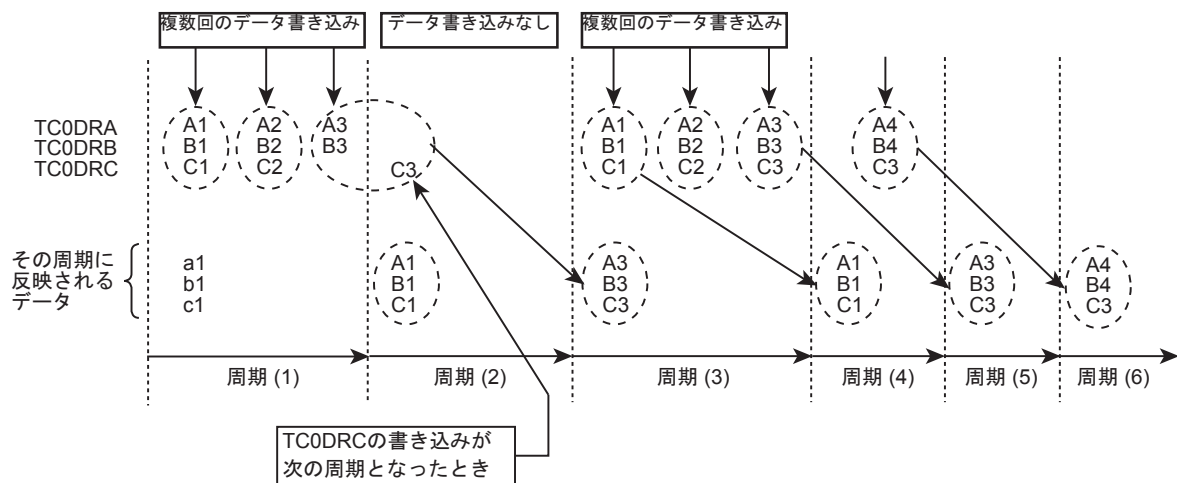 複数回のデータ書き込み
データ書き込みなし
複数回のデータ書き込み
TC0DRA
TC0DRB
TC0DRC
A1
B1
C1
A2
B2
C2
A3
B3
C3
A1
B1
C1
A2
B2
C2
A3
B3
C3
A4
B4
C3
その周期に
反映される
データ
a1
b1
c1
A1
B1
C1
A3
B3
C3
A1
B1
C1
A3
B3
C3
A4
B4
C3
周期 (1)
周期 (2)
周期 (3)
周期 (4)
周期 (5)
周期 (6)
TC0DRCの書き込みが
次の周期となったとき